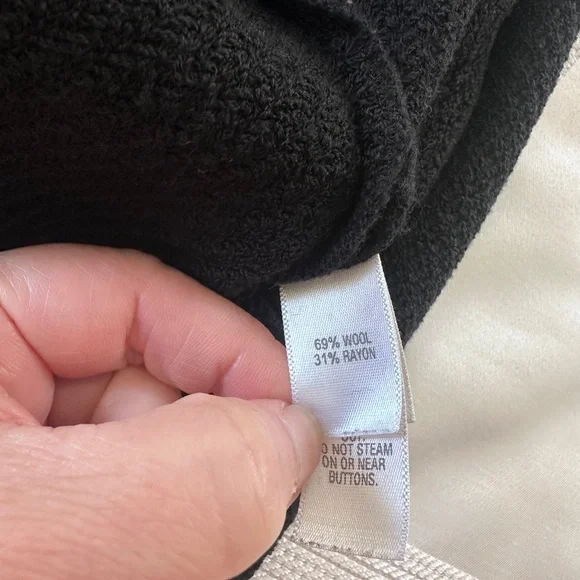 69% WOOL
31% RAYON
NOT STEAM
ON OR NEAR
BUTTONS.